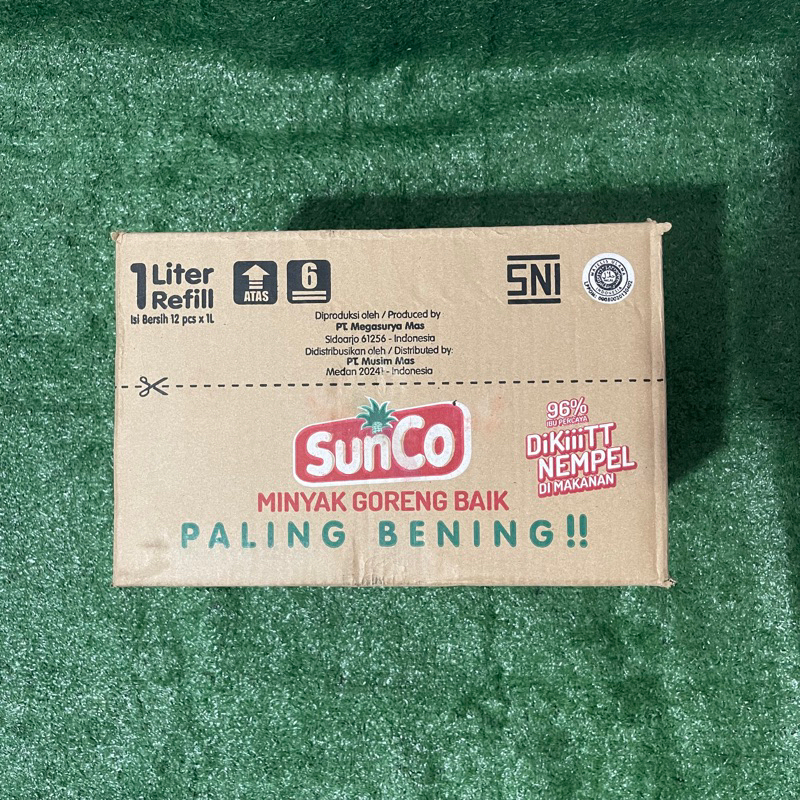 1 Liter
Refill
Isi Bersih 12 pcs x 1L
ATAS
6
SNI
Diproduksi oleh / Produced by
PT. Megasurya Mas
Sidoarjo 61256 - Indonesia
Didistribusikan oleh / Distributed by:
PT. Musim Mas
Medan 20241 - Indonesia
SunCo
MINYAK GORENG BAIK
PALING BENING!!
96%
IBU PERCAYA
DiKiiiTT
NEMPEL
DI MAKANAN